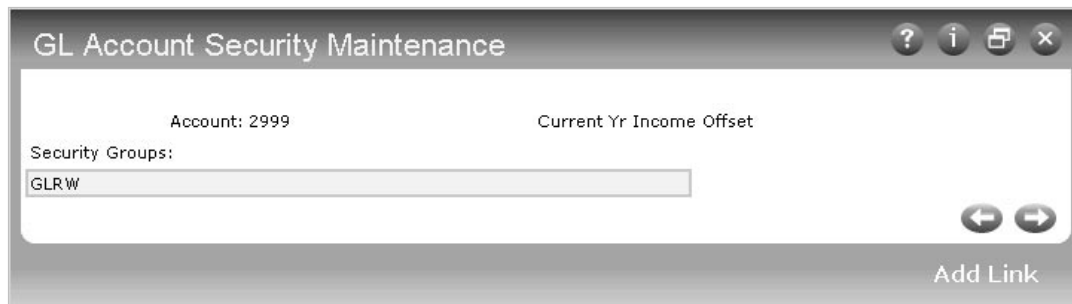 GL Account Security Maintenance
? i
Account: 2999 Current Yr Income Offset
Security Groups:
GLRW
Add Link